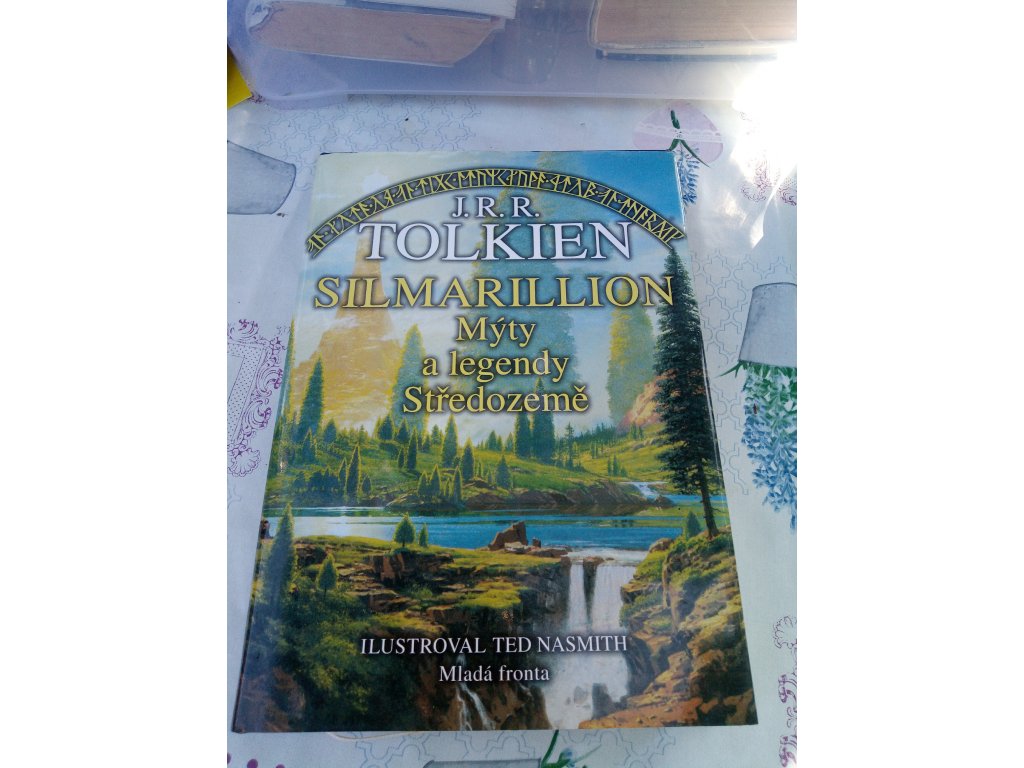 J. R. R.
TOLKIEN
SILMARILLION
Mýty
a legendy
Středozemě
ILUSTROVAL TED NASMITH
Mladá fronta